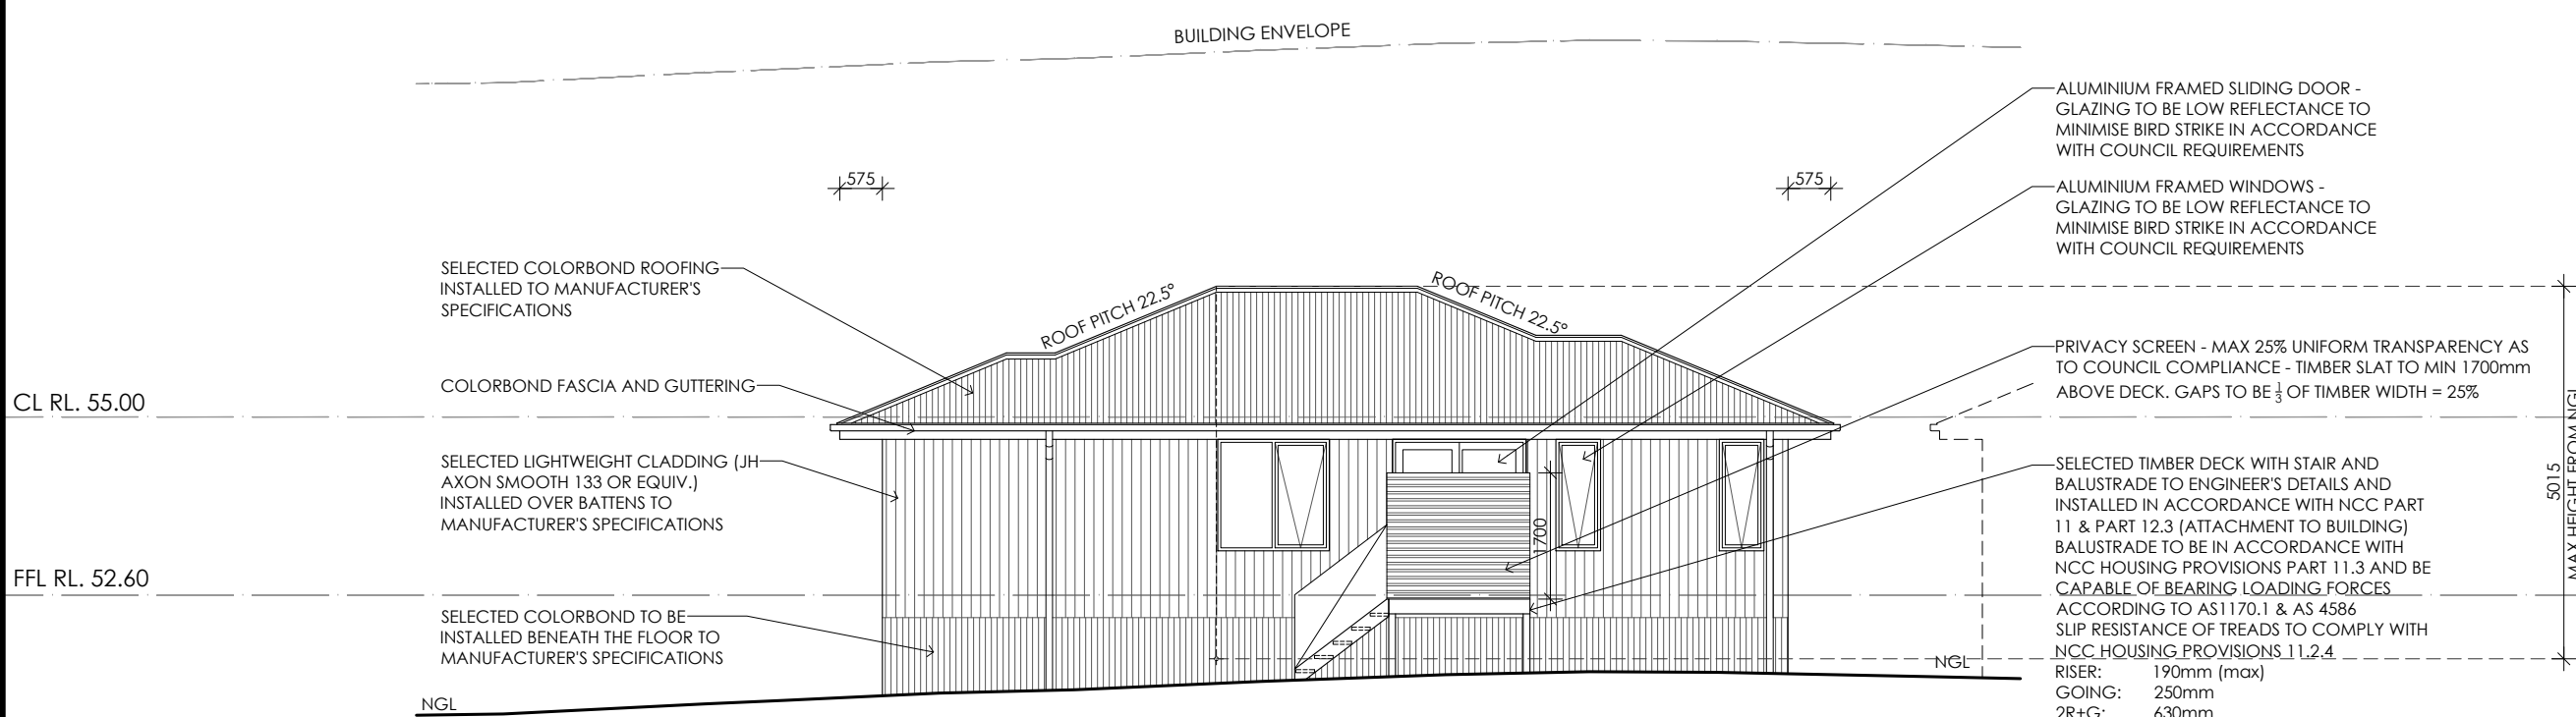 BUILDING ENVELOPE
575
575
ALUMINIUM FRAMED SLIDING DOOR -
GLAZING TO BE LOW REFLECTANCE TO
MINIMISE BIRD STRIKE IN ACCORDANCE
WITH COUNCIL REQUIREMENTS
ALUMINIUM FRAMED WINDOWS -
GLAZING TO BE LOW REFLECTANCE TO
MINIMISE BIRD STRIKE IN ACCORDANCE
WITH COUNCIL REQUIREMENTS
SELECTED COLORBOND ROOFING
INSTALLED TO MANUFACTURER'S
SPECIFICATIONS
ROOF PITCH 22.5°
ROOF PITCH 22.5°
PRIVACY SCREEN - MAX 25% UNIFORM TRANSPARENCY AS
TO COUNCIL COMPLIANCE - TIMBER SLAT TO MIN 1700mm
ABOVE DECK. GAPS TO BE 1/3 OF TIMBER WIDTH = 25%
COLORBOND FASCIA AND GUTTERING
CL RL. 55.00
SELECTED LIGHTWEIGHT CLADDING (JH
AXON SMOOTH 133 OR EQUIV.)
INSTALLED OVER BATTENS TO
MANUFACTURER'S SPECIFICATIONS
1700
SELECTED TIMBER DECK WITH STAIR AND
BALUSTRADE TO ENGINEER'S DETAILS AND
INSTALLED IN ACCORDANCE WITH NCC PART
11 & PART 12.3 (ATTACHMENT TO BUILDING)
BALUSTRADE TO BE IN ACCORDANCE WITH
NCC HOUSING PROVISIONS PART 11.3 AND BE
CAPABLE OF BEARING LOADING FORCES
ACCORDING TO AS1170.1 & AS 4586
SLIP RESISTANCE OF TREADS TO COMPLY WITH
NCC HOUSING PROVISIONS 11.2.4
RISER: 190mm (max)
GOING: 250mm
2R+G: 630mm
5015
MAX HEIGHT FROM NGL
FFL RL. 52.60
SELECTED COLORBOND TO BE
INSTALLED BENEATH THE FLOOR TO
MANUFACTURER'S SPECIFICATIONS
NGL
NGL